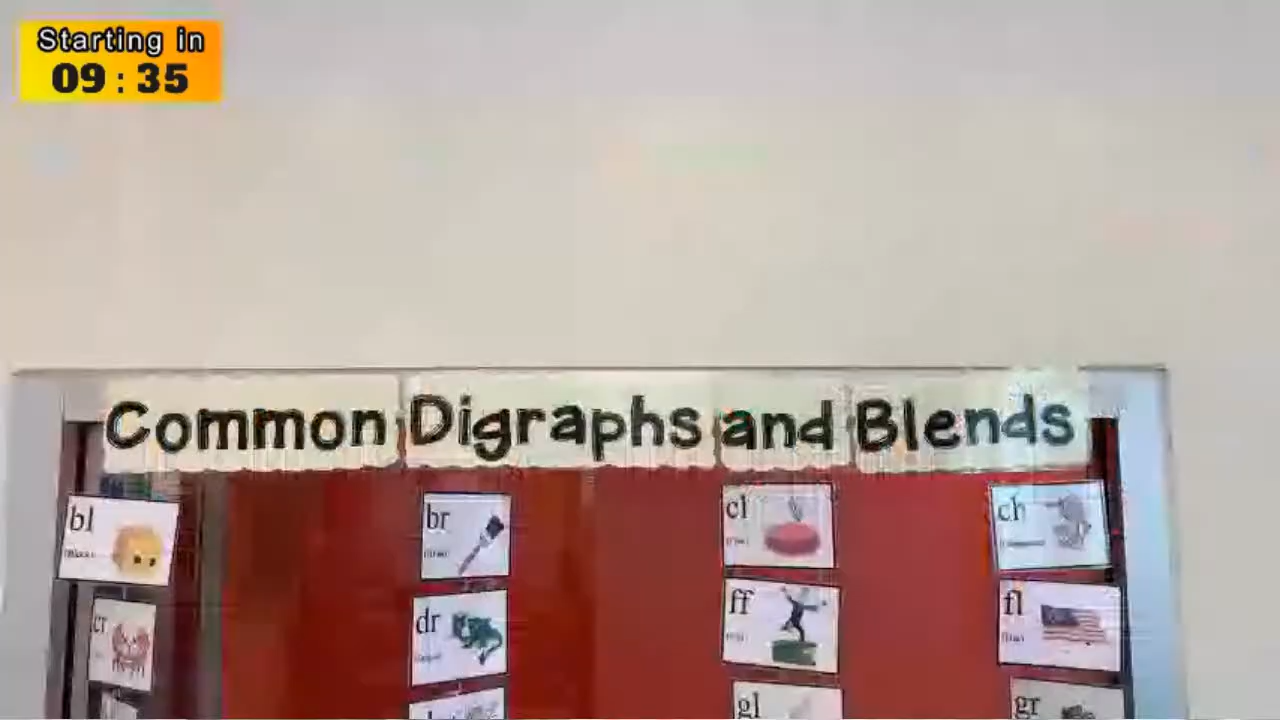 Starting in
09 : 35
Common Digraphs and Blends
bl
br
cl
ch
cr
dr
ff
fl
gl
gr